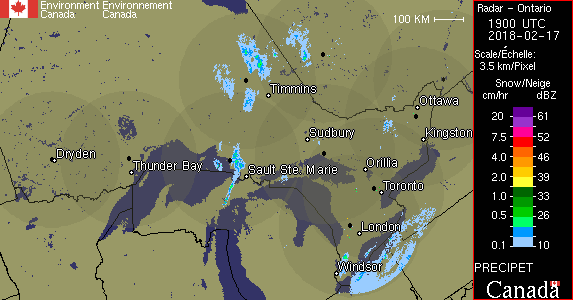 Environment Environnement
Canada Canada
100 KM
Timmins
Ottawa
Sudbury
Kingston
Dryden
Thunder Bay
Sault Ste. Marie
Orillia
Toronto
London
Windsor
Radar - Ontario
1900 UTC
2018-02-17
Scale/Échelle:
3.5 km/Pixel
Snow/Neige
cm/hr dBZ
20 61
7.5 52
4.0 46
2.0 39
1.0 33
0.5 26
0.1 10
PRECIPET
Canada